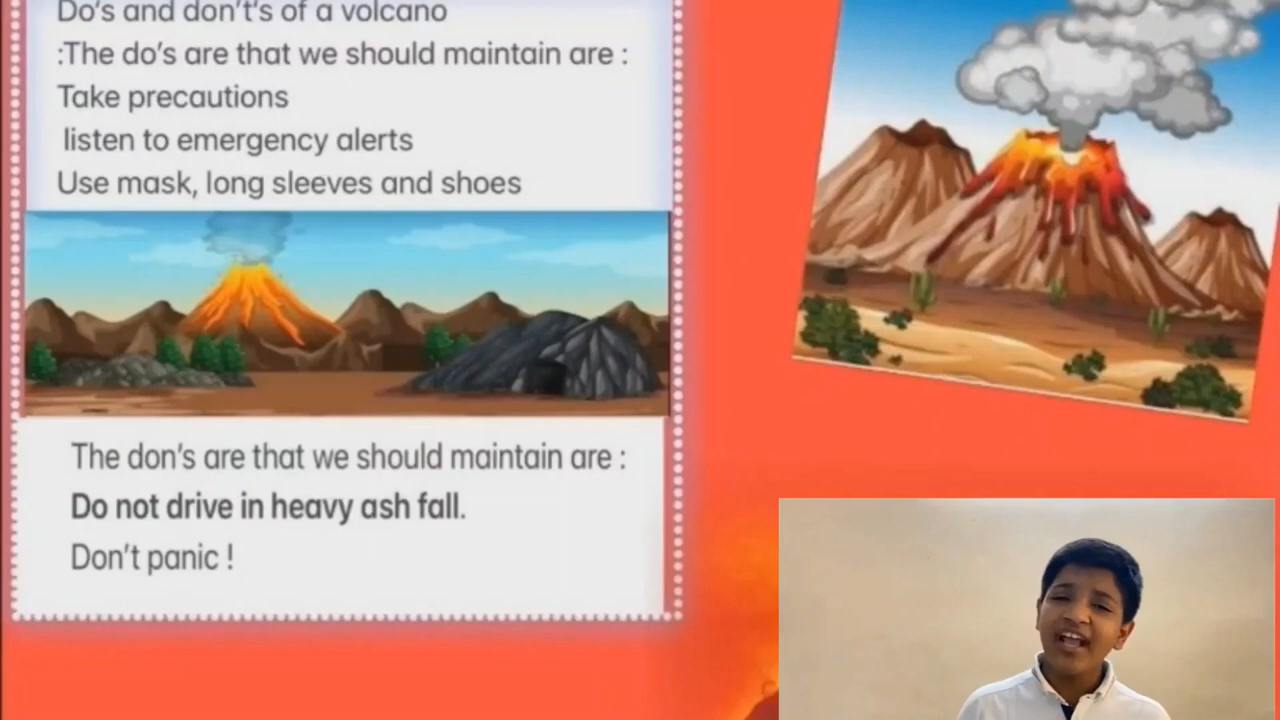 Do's and don't's of a volcano
:The do's are that we should maintain are :
Take precautions
listen to emergency alerts
Use mask, long sleeves and shoes
The don's are that we should maintain are :
Do not drive in heavy ash fall.
Don't panic !